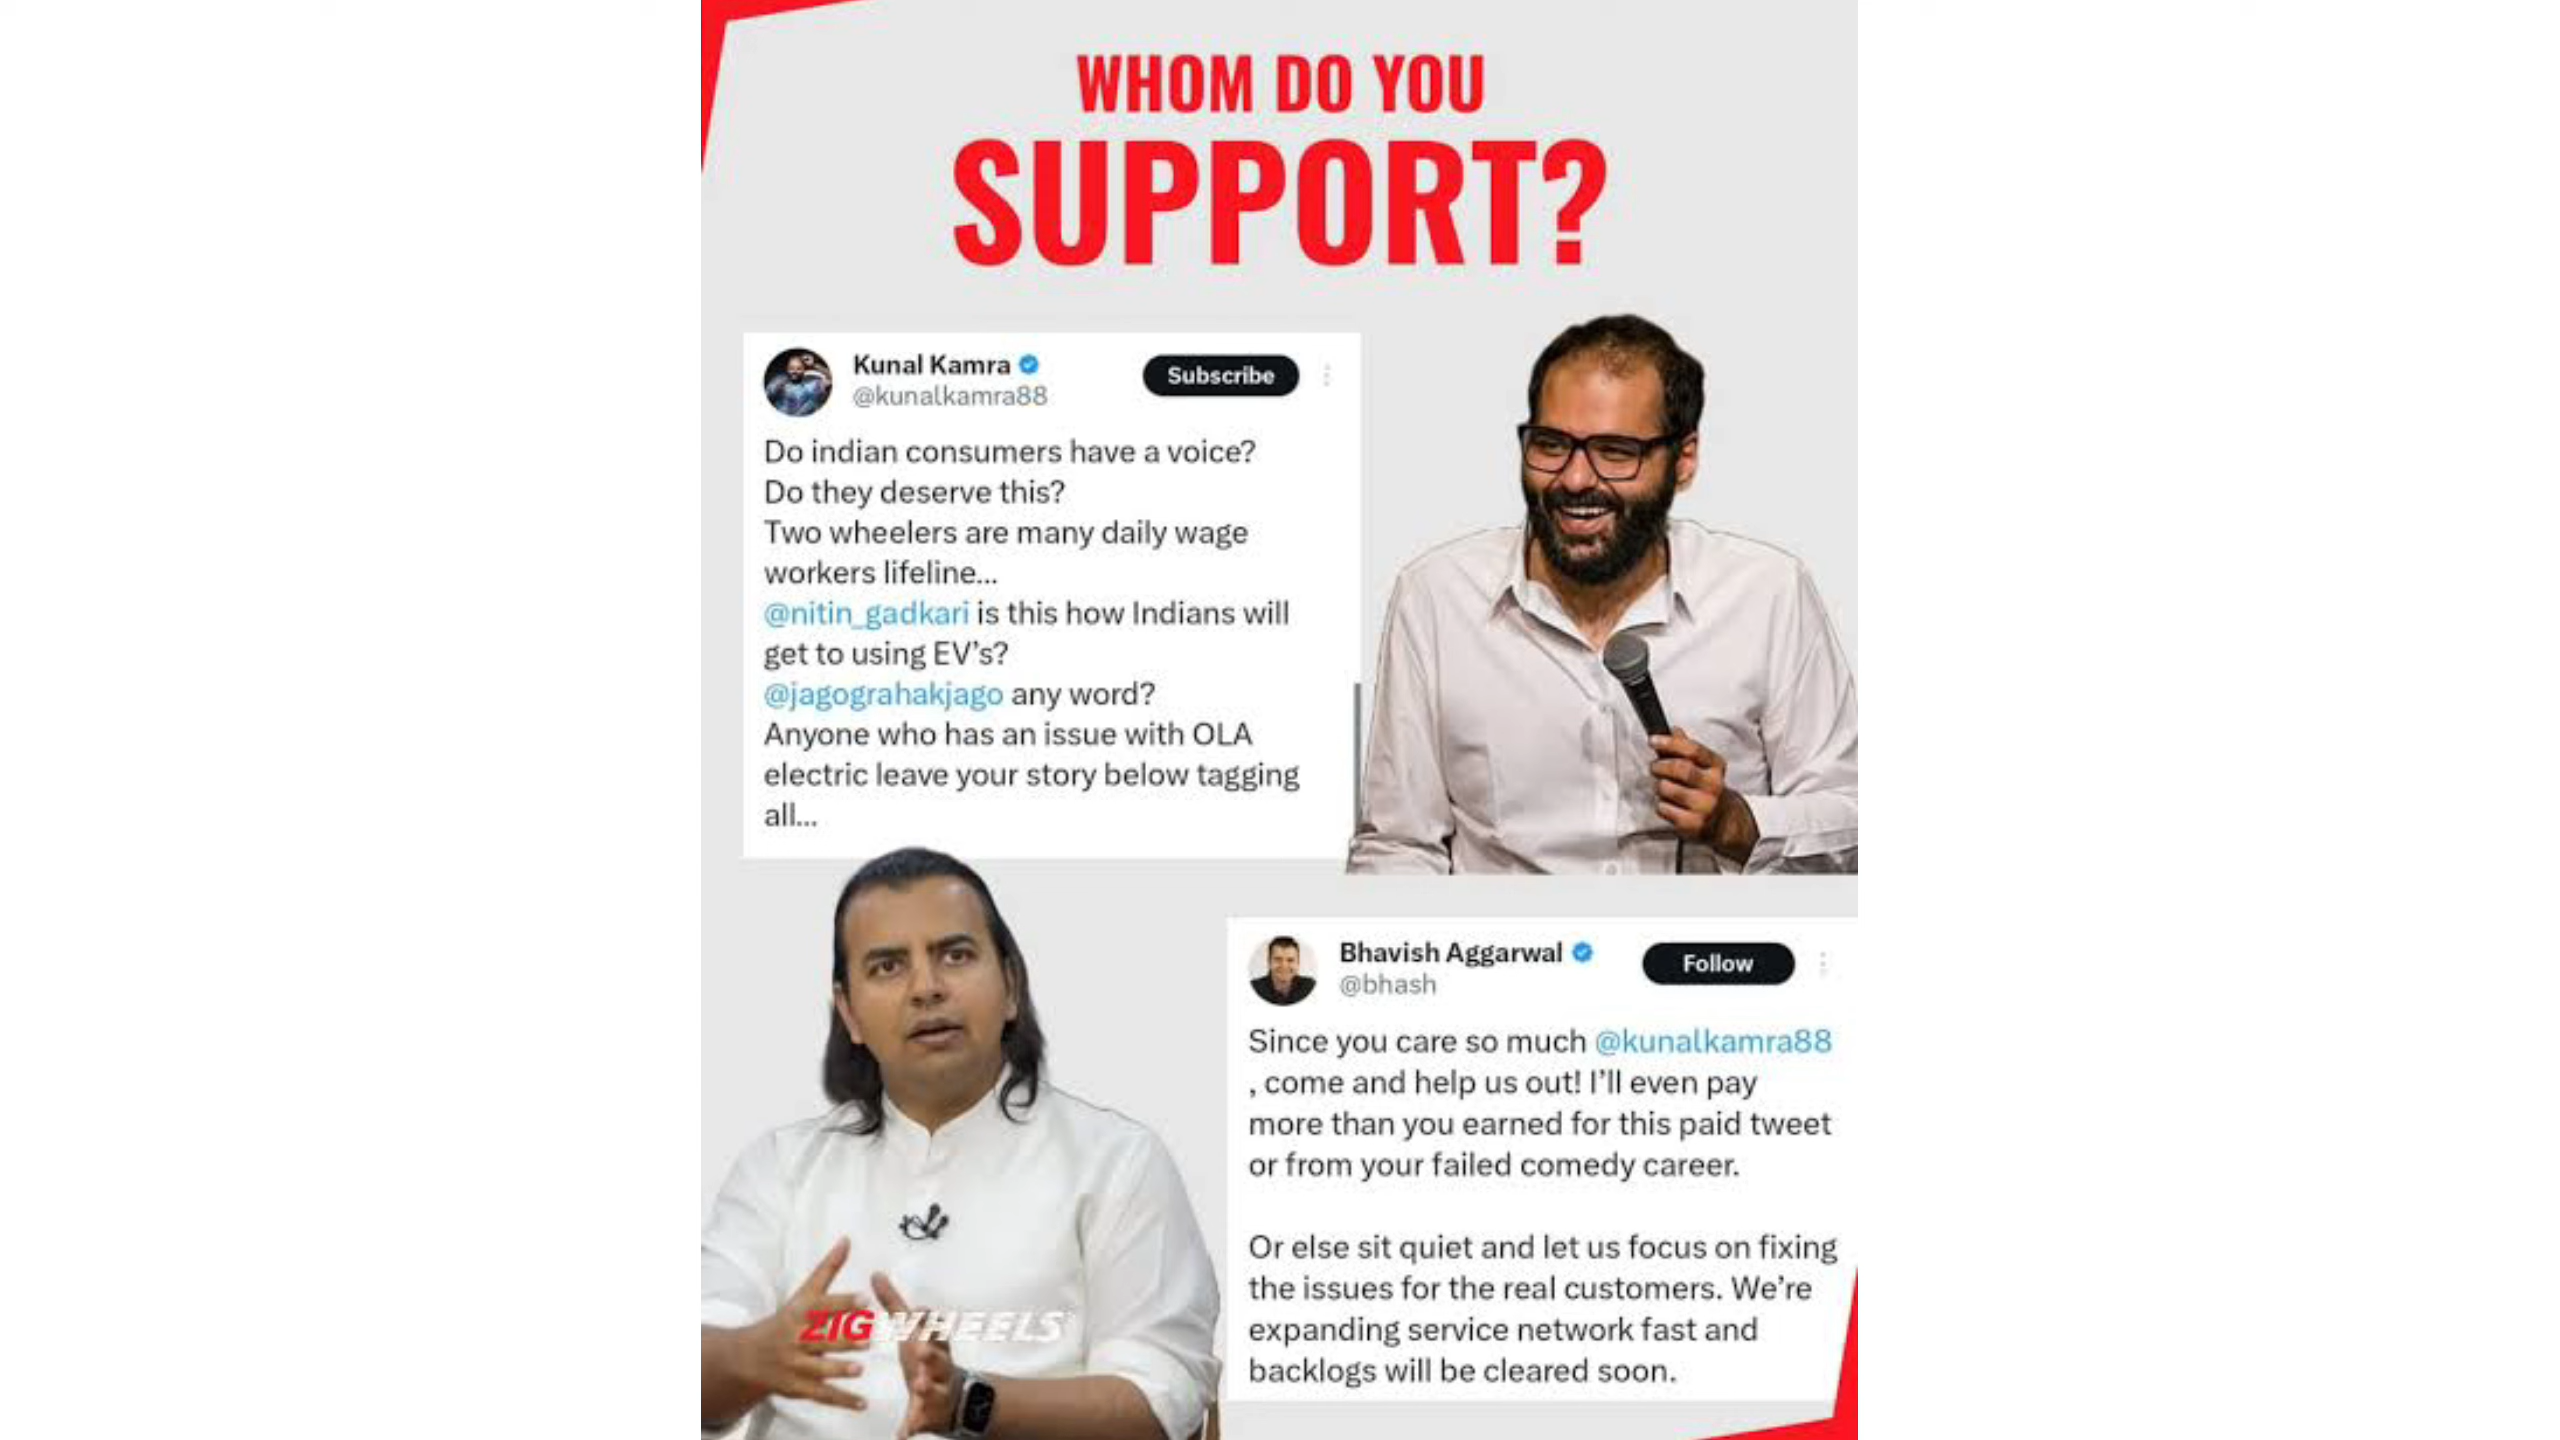 WHOM DO YOU
SUPPORT?
Kunal Kamra
@kunalkamra88
Subscribe
Do indian consumers have a voice?
Do they deserve this?
Two wheelers are many daily wage
workers lifeline...
@nitin_gadkari is this how Indians will
get to using EV's?
@jagograhakjago any word?
Anyone who has an issue with OLA
electric leave your story below tagging
all...
Bhavish Aggarwal
@bhash
Follow
Since you care so much @kunalkamra88
, come and help us out! I'll even pay
more than you earned for this paid tweet
or from your failed comedy career.
Or else sit quiet and let us focus on fixing
the issues for the real customers. We're
expanding service network fast and
backlogs will be cleared soon.
ZIGWHEELS